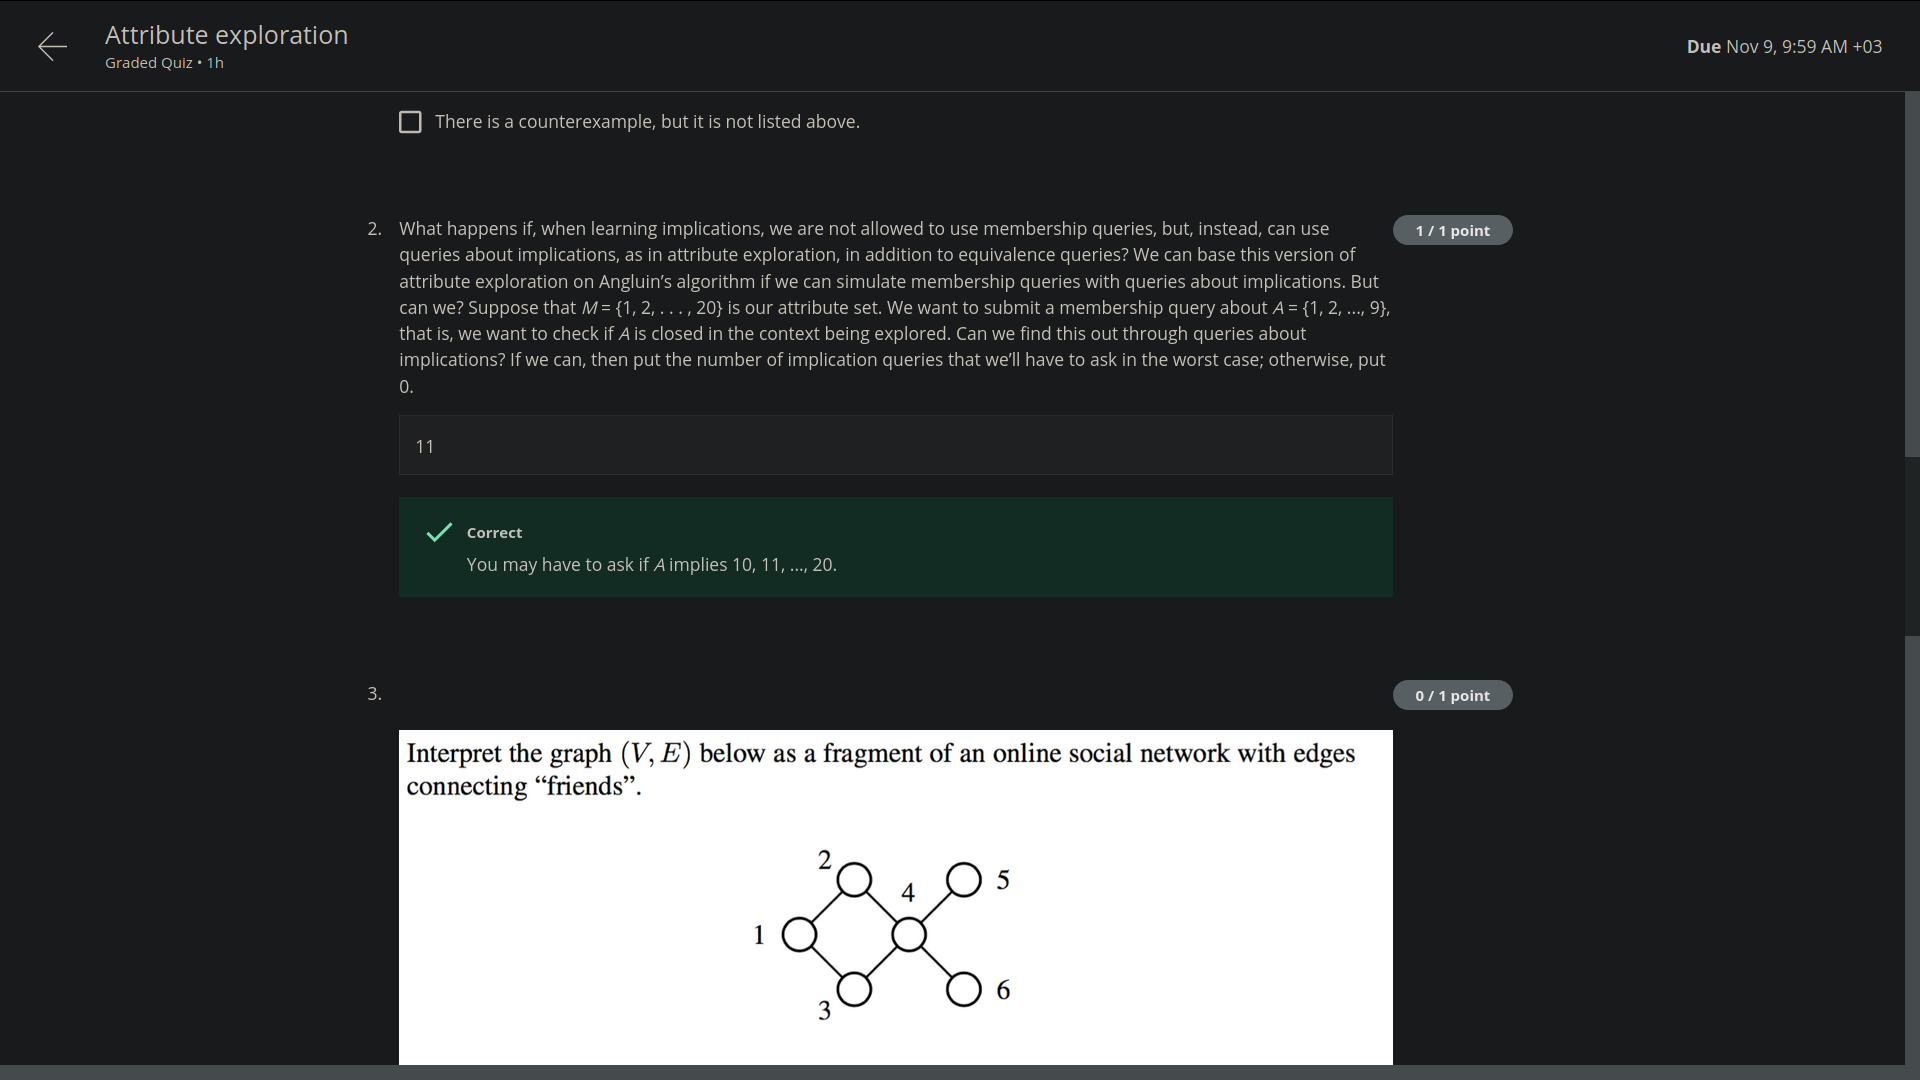 Attribute exploration
Graded Quiz • 1h
Due Nov 9, 9:59 AM +03
There is a counterexample, but it is not listed above.
2. What happens if, when learning implications, we are not allowed to use membership queries, but, instead, can use
1 / 1 point
queries about implications, as in attribute exploration, in addition to equivalence queries? We can base this version of
attribute exploration on Angluin’s algorithm if we can simulate membership queries with queries about implications. But
can we? Suppose that M = {1, 2, . . . , 20} is our attribute set. We want to submit a membership query about A = {1, 2, ..., 9},
that is, we want to check if A is closed in the context being explored. Can we find this out through queries about
implications? If we can, then put the number of implication queries that we’ll have to ask in the worst case; otherwise, put
0.
11
Correct
You may have to ask if A implies 10, 11, ..., 20.
3.
0 / 1 point
Interpret the graph (V, E) below as a fragment of an online social network with edges
connecting “friends”.
2
4
5
1
3
6